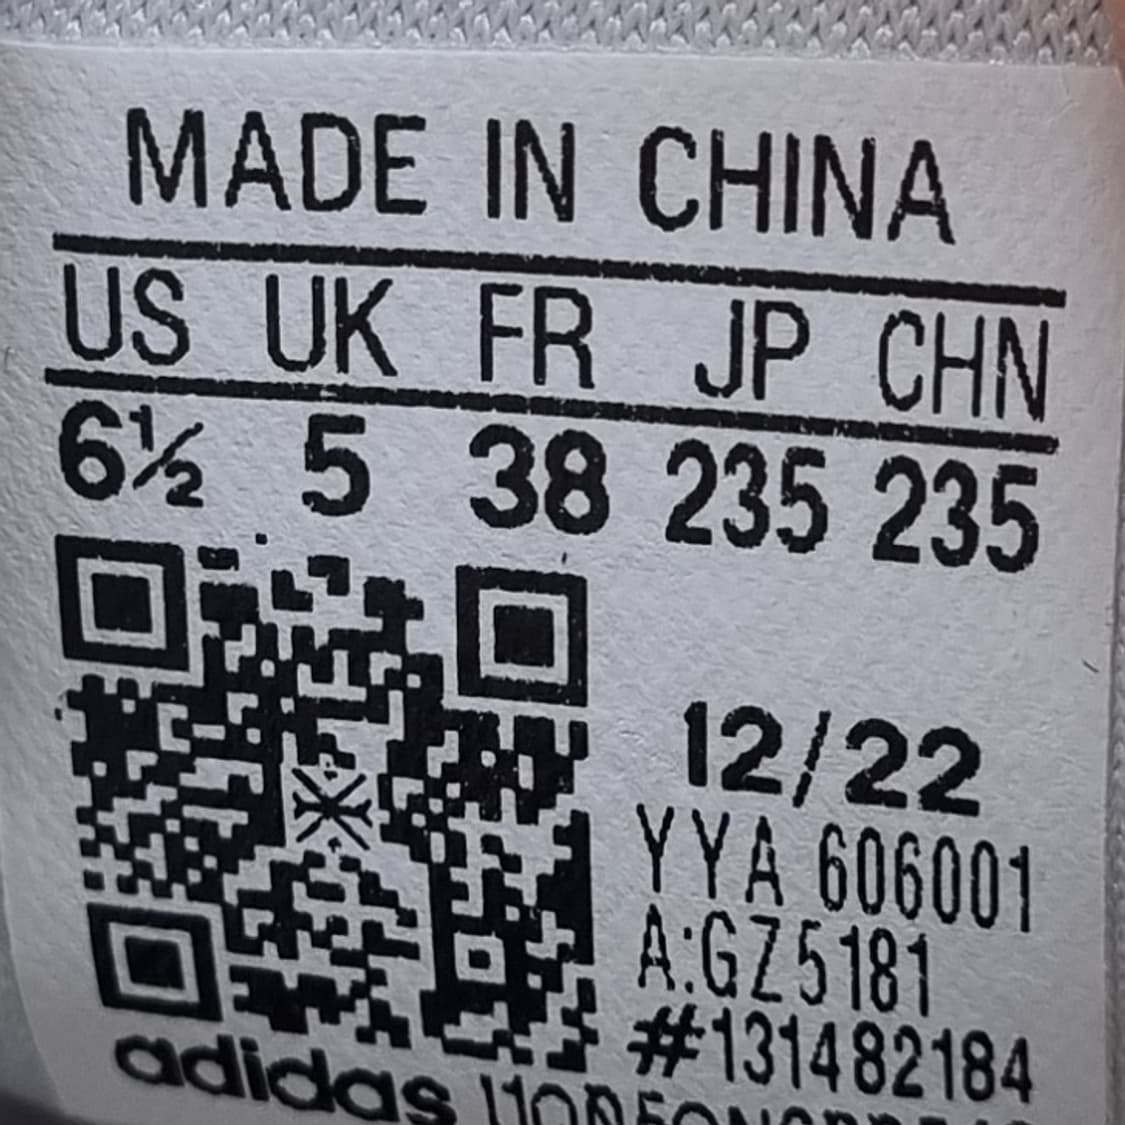 MADE IN CHINA
US UK FR JP CHN
6½ 5 38 235 235
12/22
YYA 606001
A:GZ5181
#131482184
adidas